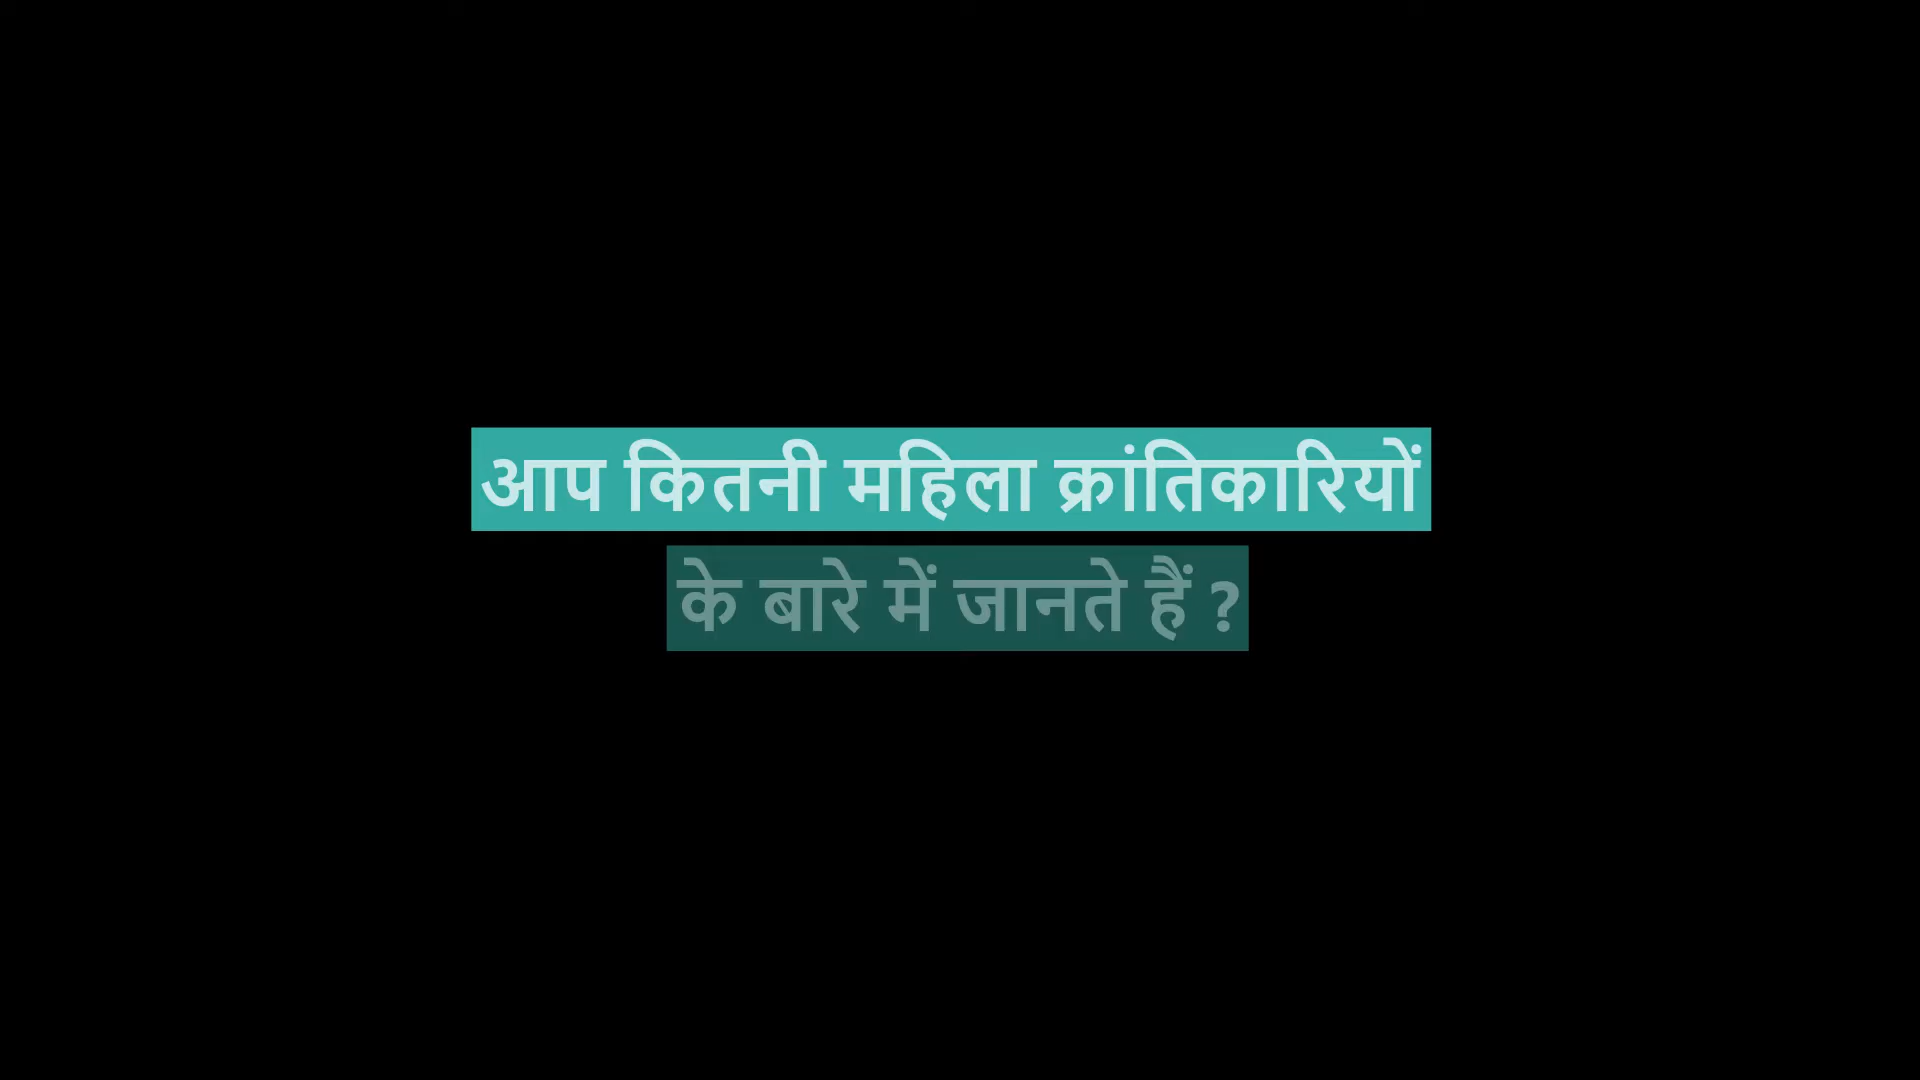 आप कितनी महिला क्रांतिकारियों
के बारे में जानते हैं ?